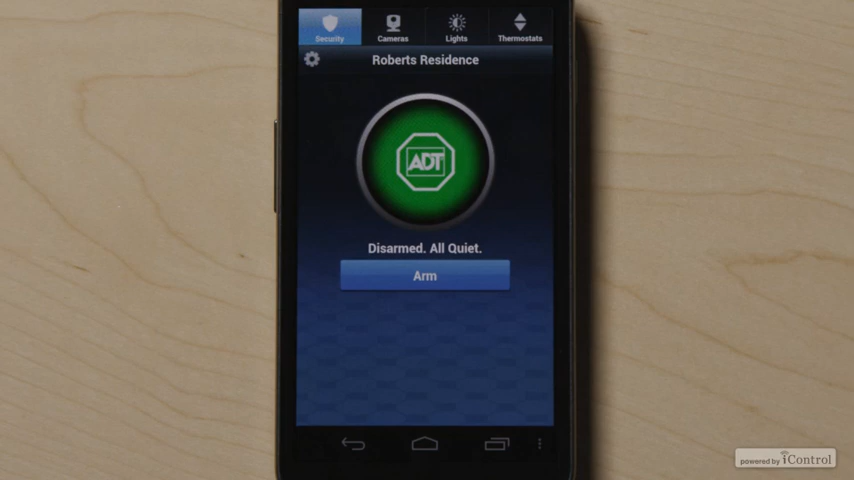 Security Cameras Lights Thermostats
Roberts Residence
ADT
Disarmed. All Quiet.
Arm
powered by iControl